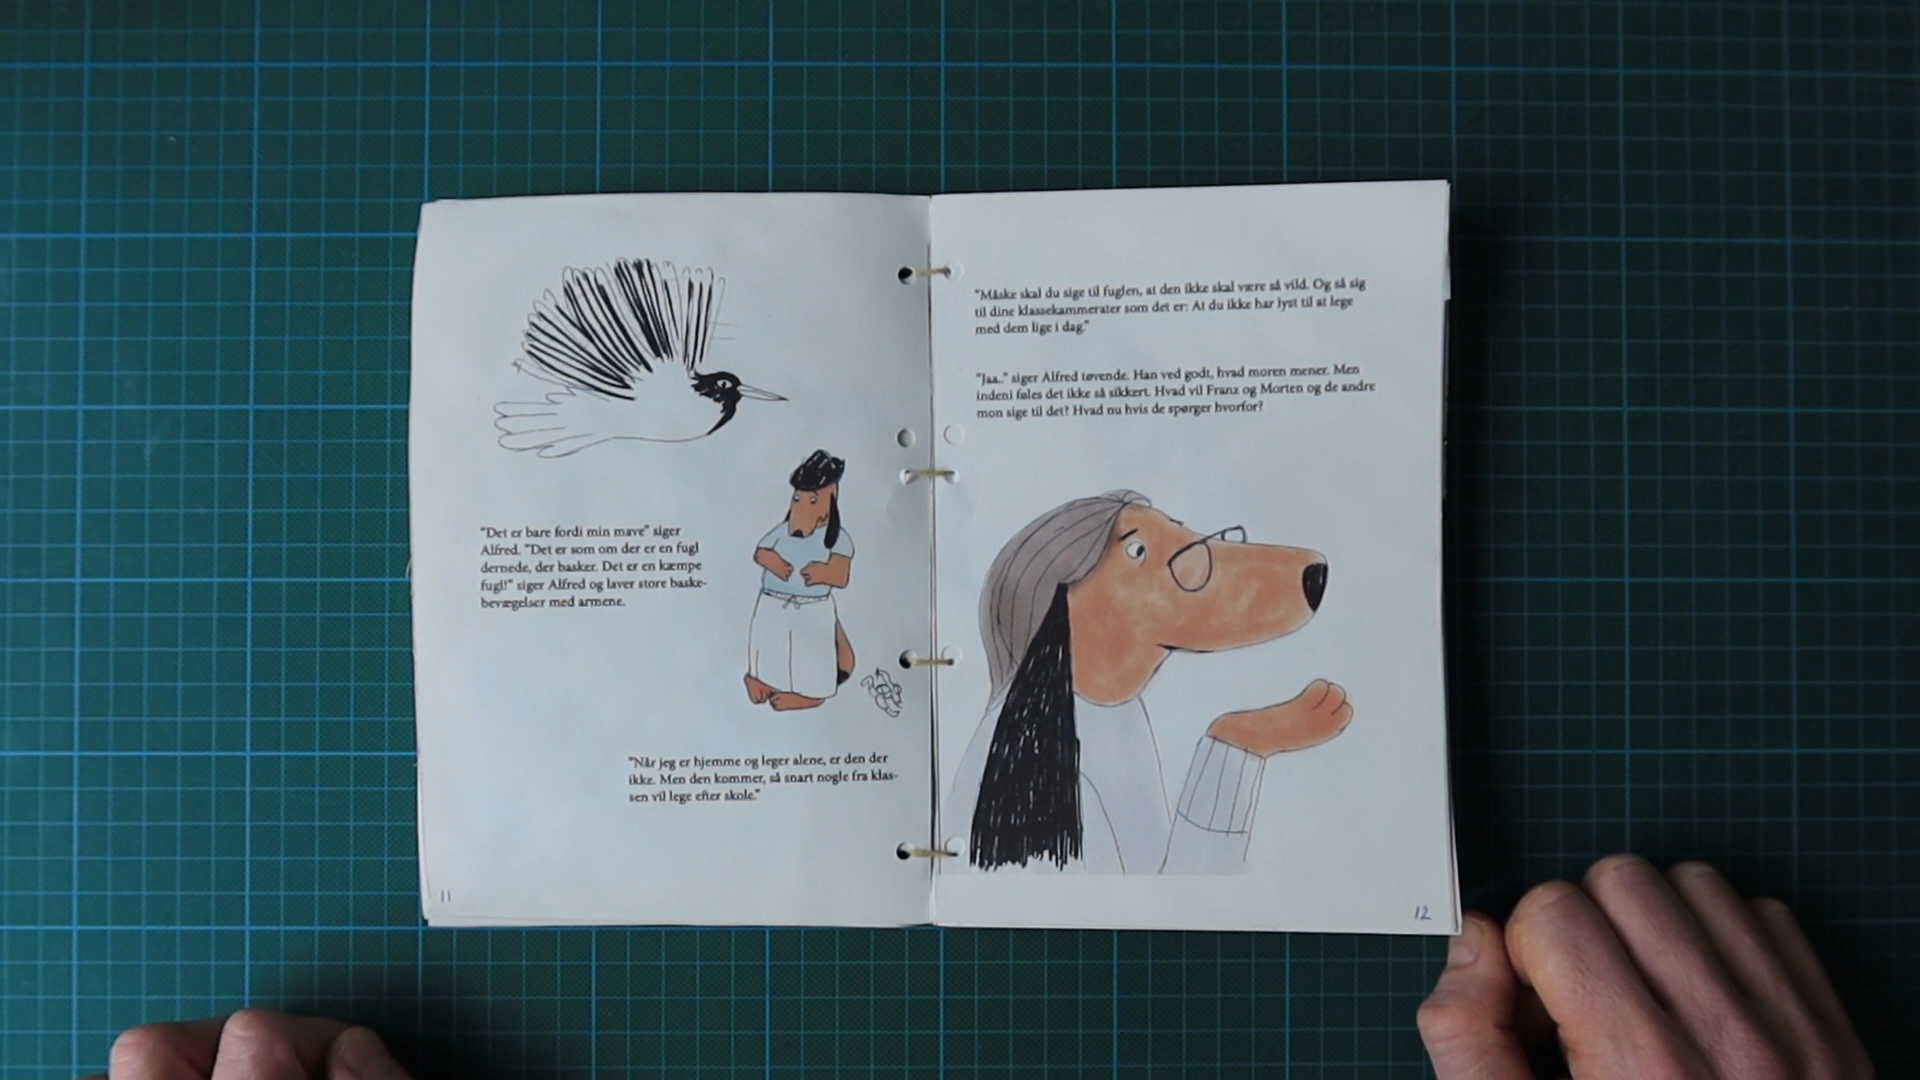 "Det er bare fordi min mave" siger
Alfred. "Det er som om der er en fugl
dernede, der basker. Det er en kæmpe
fugl!" siger Alfred og laver store baske-
bevægelser med armene.
"Når jeg er hjemme og leger alene, er den der
ikke. Men den kommer, så snart nogle fra klas-
sen vil lege efter skole."
11
"Måske skal du sige til fuglen, at den ikke skal være så vild. Og så sig
til dine klassekammerater som det er: At du ikke har lyst til at lege
med dem lige i dag."
"Jaa.." siger Alfred tøvende. Han ved godt, hvad moren mener. Men
indeni føles det ikke så sikkert. Hvad vil Franz og Morten og de andre
mon sige til det? Hvad nu hvis de spørger hvorfor?
12